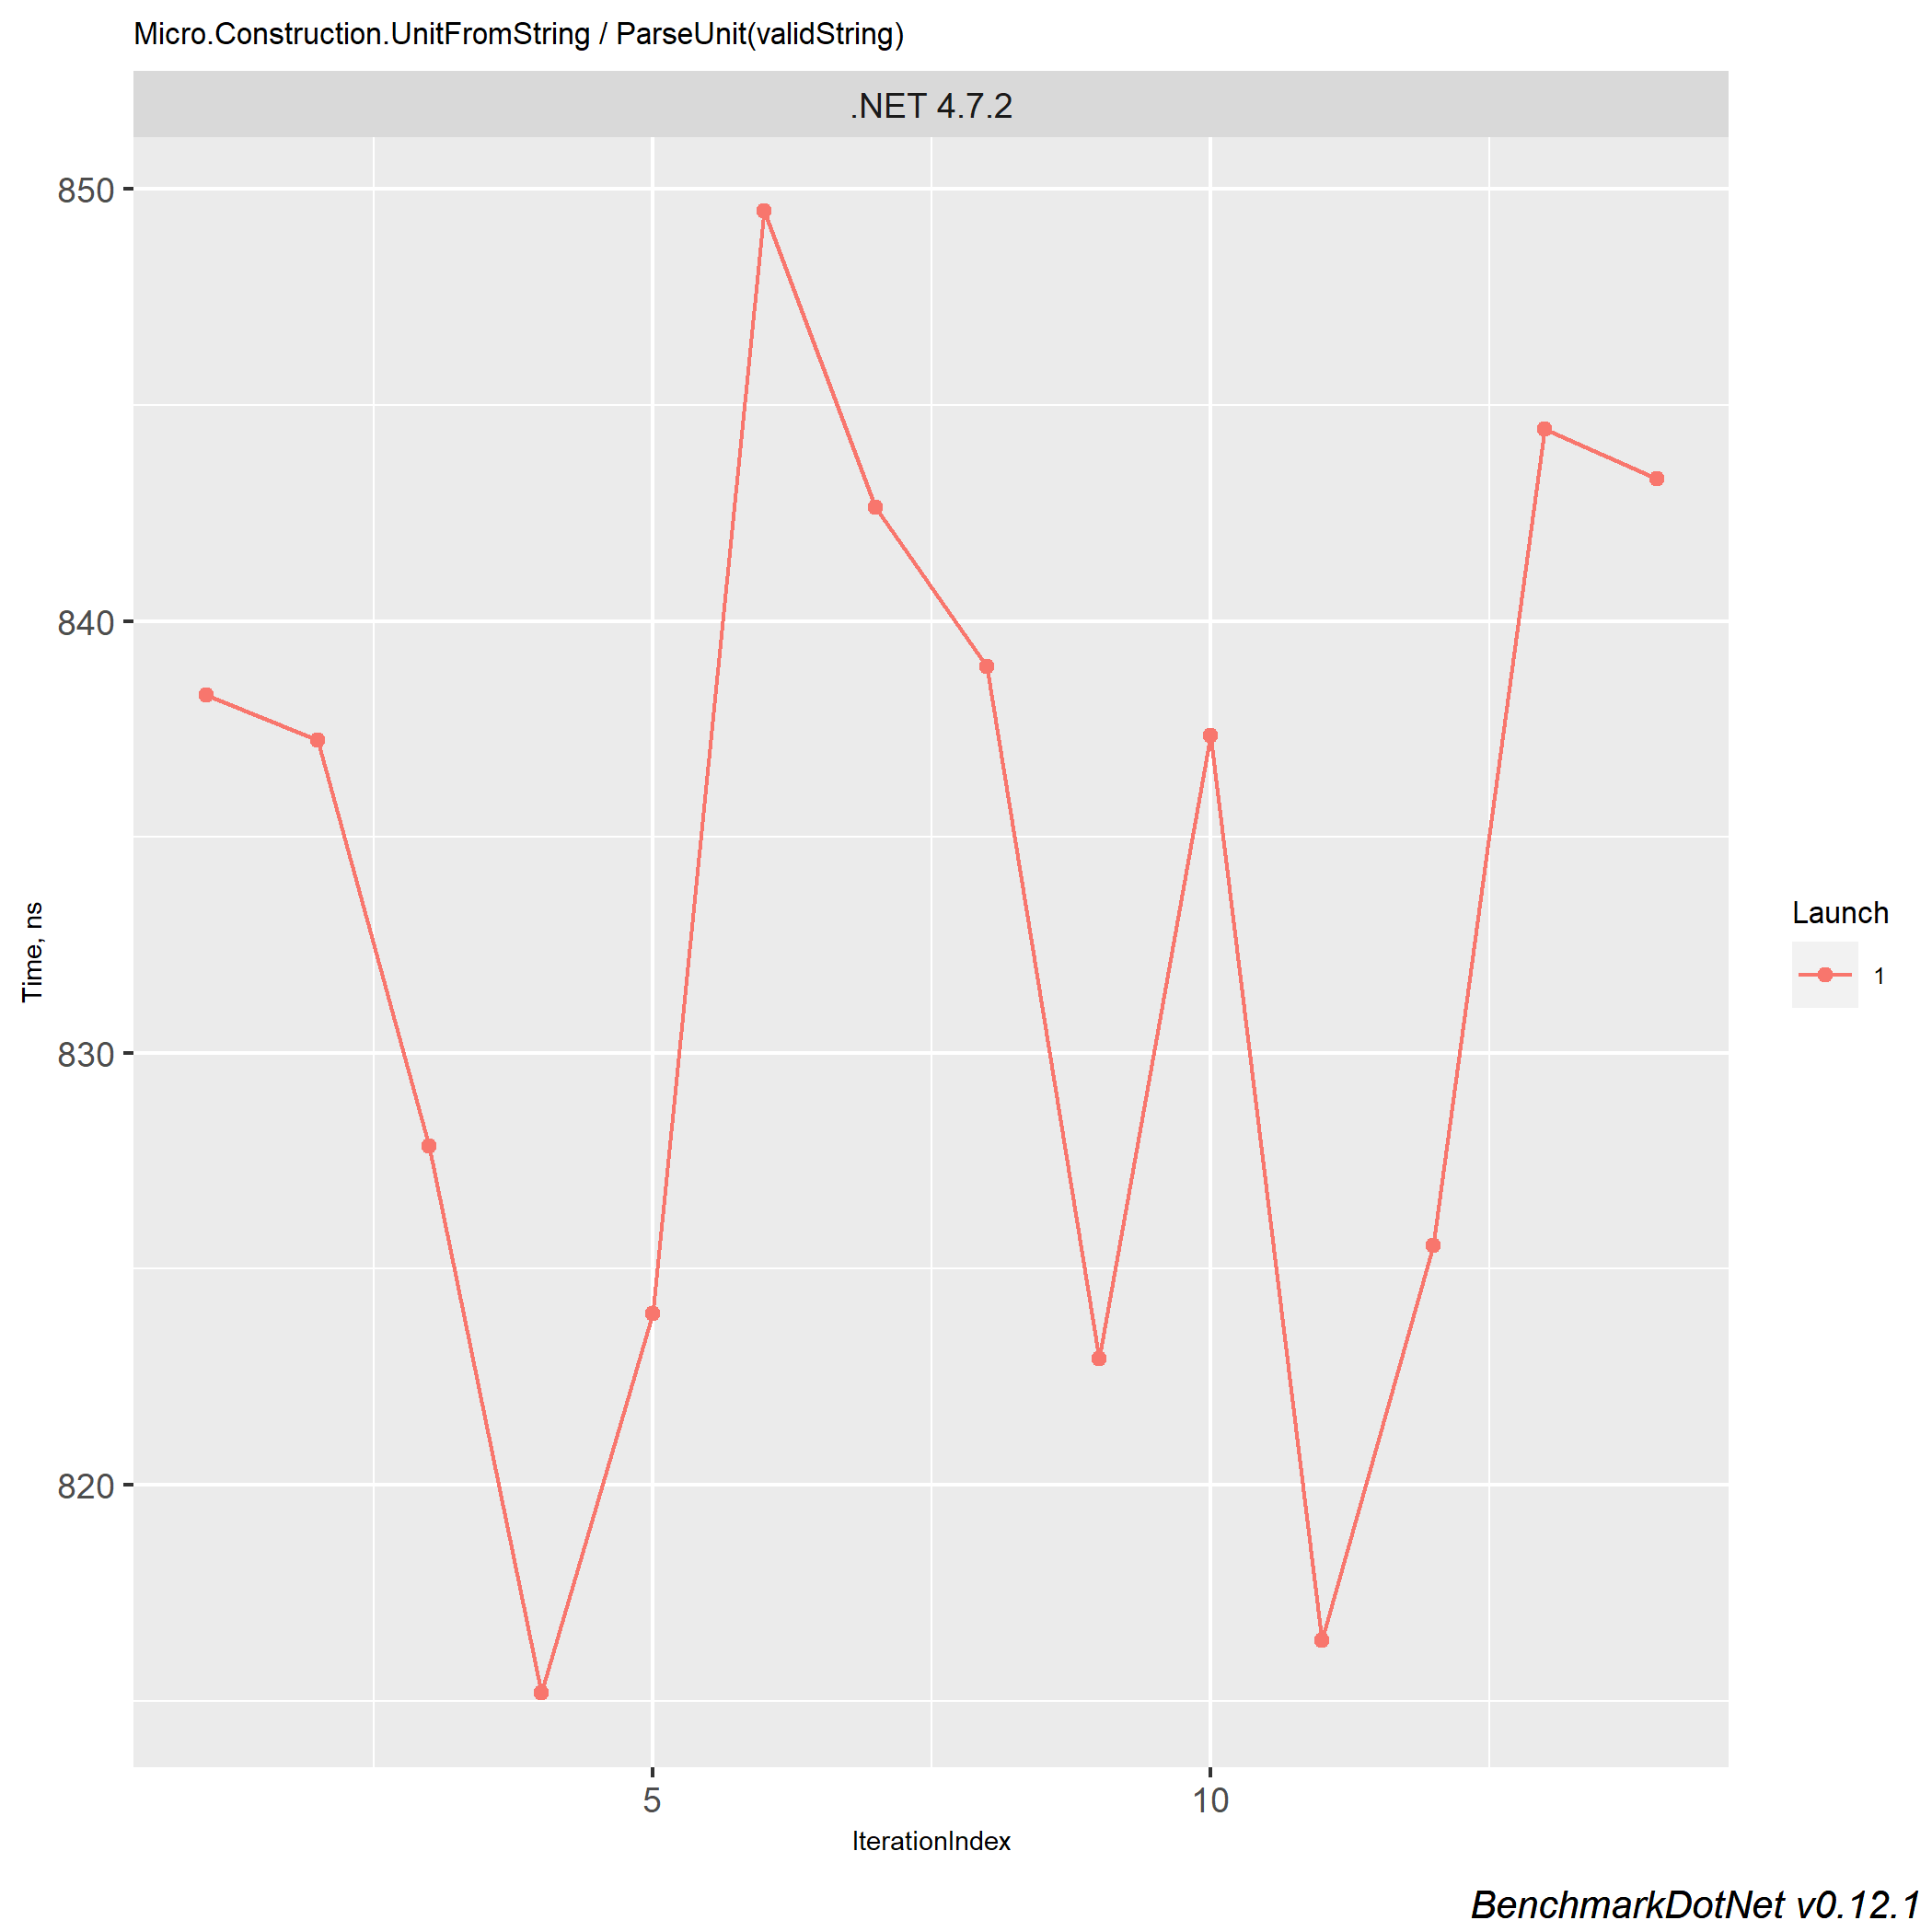 Micro.Construction.UnitFromString / ParseUnit(validString)
.NET 4.7.2
850
840
830
820
Time, ns
5
10
IterationIndex
Launch
1
BenchmarkDotNet v0.12.1